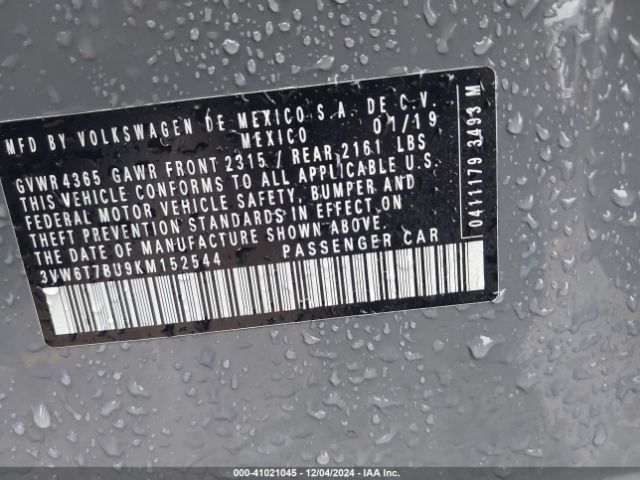 MFD BY VOLKSWAGEN DE MEXICO S.A. DE C.V.
MEXICO 01/19
GVWR 4365 GAWR FRONT 2315 / REAR 2161 LBS
THIS VEHICLE CONFORMS TO ALL APPLICABLE U.S.
FEDERAL MOTOR VEHICLE SAFETY, BUMPER AND
THEFT PREVENTION STANDARDS IN EFFECT ON
THE DATE OF MANUFACTURE SHOWN ABOVE.
3VW6T7BU9KM152544 PASSENGER CAR
0411179 3493 M
000-41021045 - 12/04/2024 - IAA Inc.